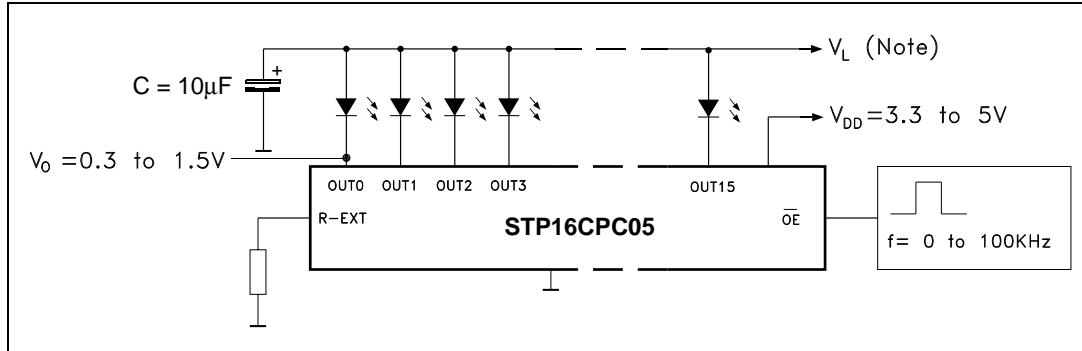 V_L (Note)
+
C = 10µF
V_DD =3.3 to 5V
V_O =0.3 to 1.5V
OUT0 OUT1 OUT2 OUT3 OUT15
R-EXT
STP16CPC05
O̅E̅
f= 0 to 100KHz